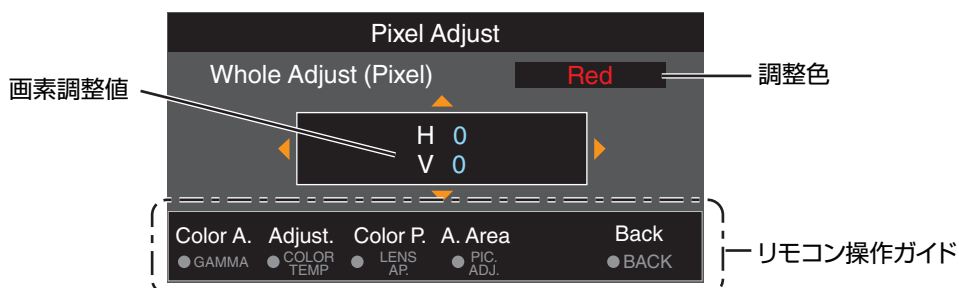 Pixel Adjust
Whole Adjust (Pixel) Red
調整色
画素調整値
H 0
V 0
Color A. Adjust. Color P. A. Area Back
GAMMA COLOR TEMP LENS AP. PIC. ADJ. BACK
リモコン操作ガイド